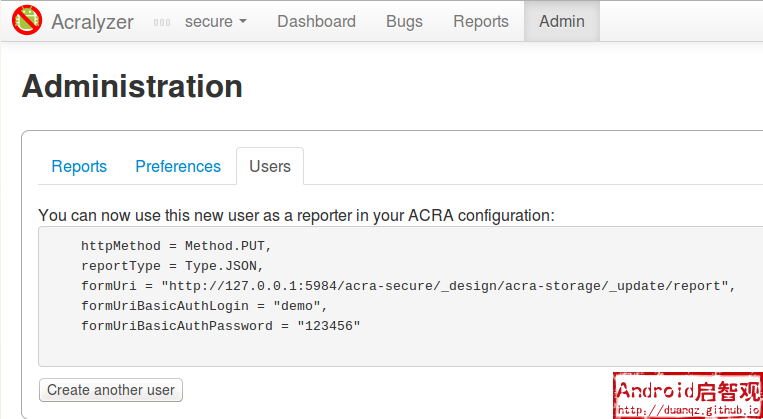 Acralyzer secure Dashboard Bugs Reports Admin
Administration
Reports Preferences Users
You can now use this new user as a reporter in your ACRA configuration:
httpMethod = Method.PUT,
reportType = Type.JSON,
formUri = "http://127.0.0.1:5984/acra-secure/_design/acra-storage/_update/report",
formUriBasicAuthLogin = "demo",
formUriBasicAuthPassword = "123456"
Create another user
Android启智观
http://duanqz.github.io